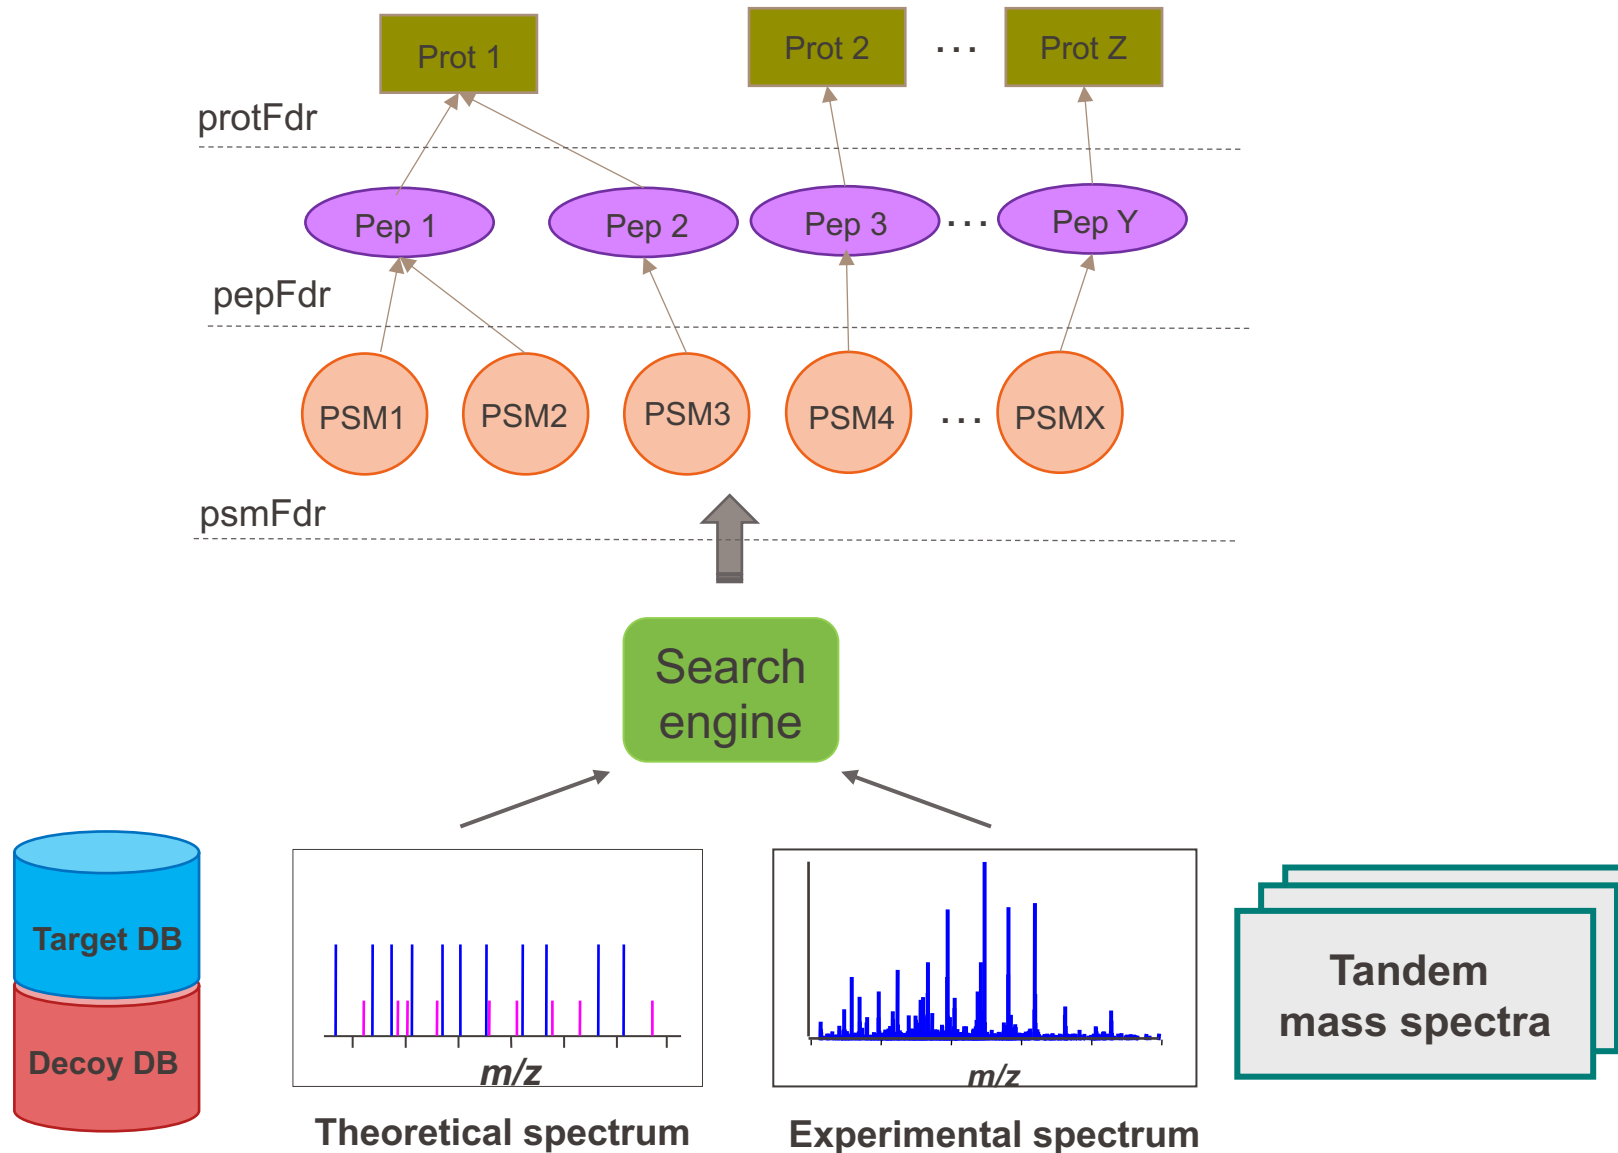 Prot 1
Prot 2
...
Prot Z
protFdr
Pep 1
Pep 2
Pep 3
...
Pep Y
pepFdr
PSM1
PSM2
PSM3
PSM4
...
PSMX
psmFdr
Search
engine
Target DB
Decoy DB
m/z
Theoretical spectrum
m/z
Experimental spectrum
Tandem
mass spectra